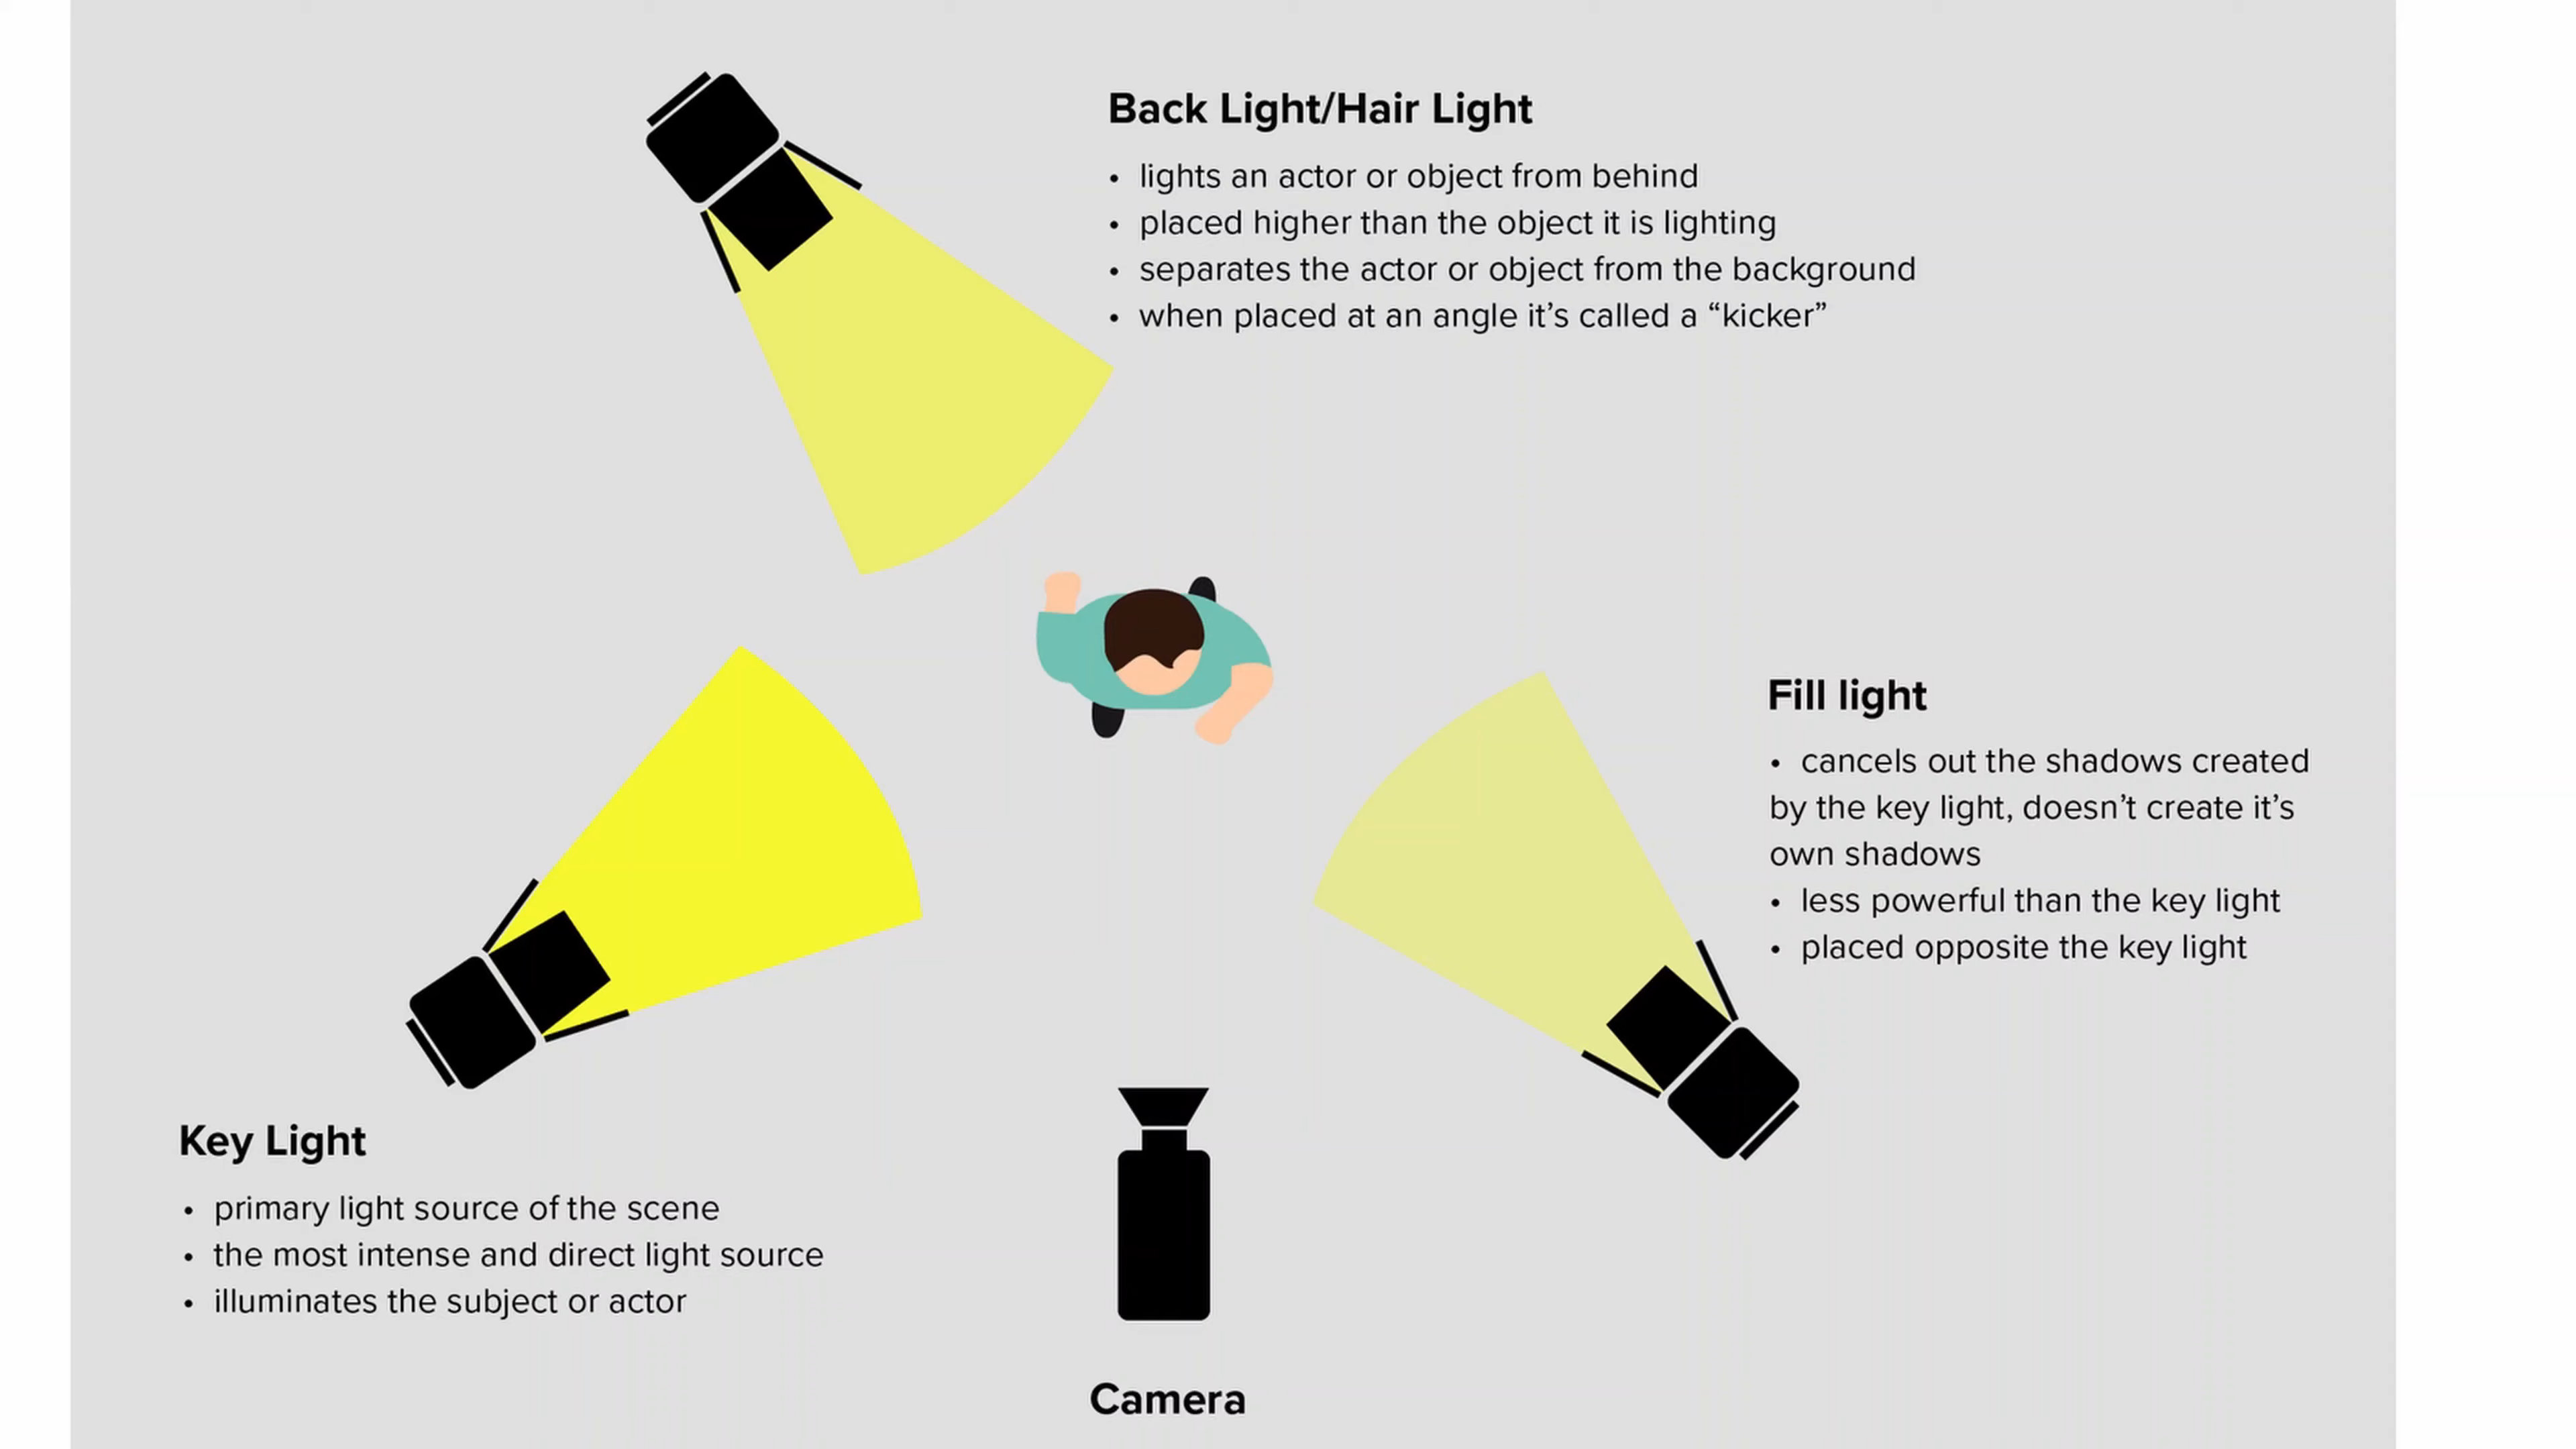 Back Light/Hair Light
• lights an actor or object from behind
• placed higher than the object it is lighting
• separates the actor or object from the background
• when placed at an angle it’s called a “kicker”
Fill light
• cancels out the shadows created
by the key light, doesn’t create it’s
own shadows
• less powerful than the key light
• placed opposite the key light
Key Light
• primary light source of the scene
• the most intense and direct light source
• illuminates the subject or actor
Camera